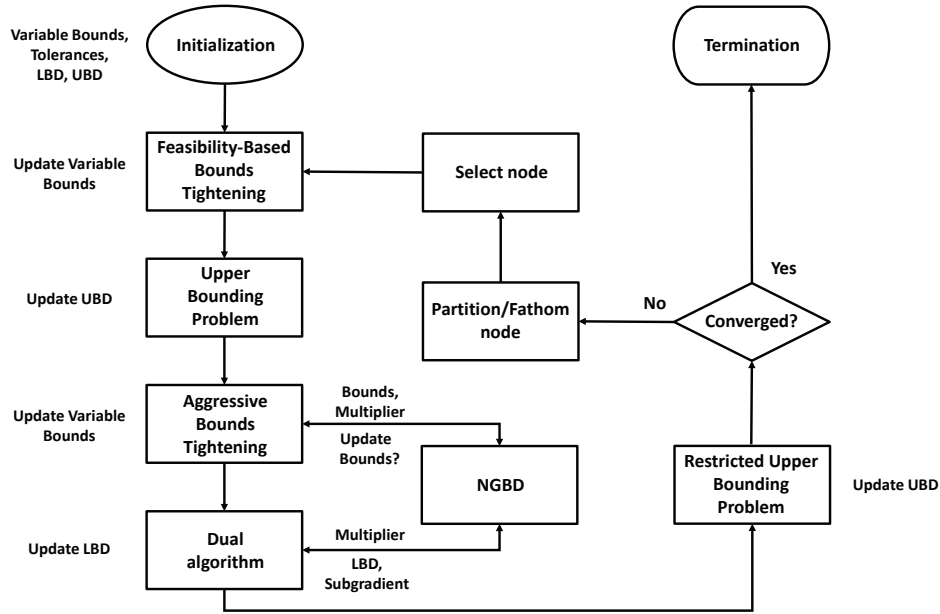 Variable Bounds,
Tolerances,
LBD, UBD
Initialization
Termination
Update Variable
Bounds
Feasibility-Based
Bounds
Tightening
Select node
Update UBD
Upper
Bounding
Problem
Partition/Fathom
node
No
Yes
Converged?
Update Variable
Bounds
Aggressive
Bounds
Tightening
Bounds,
Multiplier
Update
Bounds?
NGBD
Restricted Upper
Bounding
Problem
Update UBD
Update LBD
Dual
algorithm
Multiplier
LBD,
Subgradient